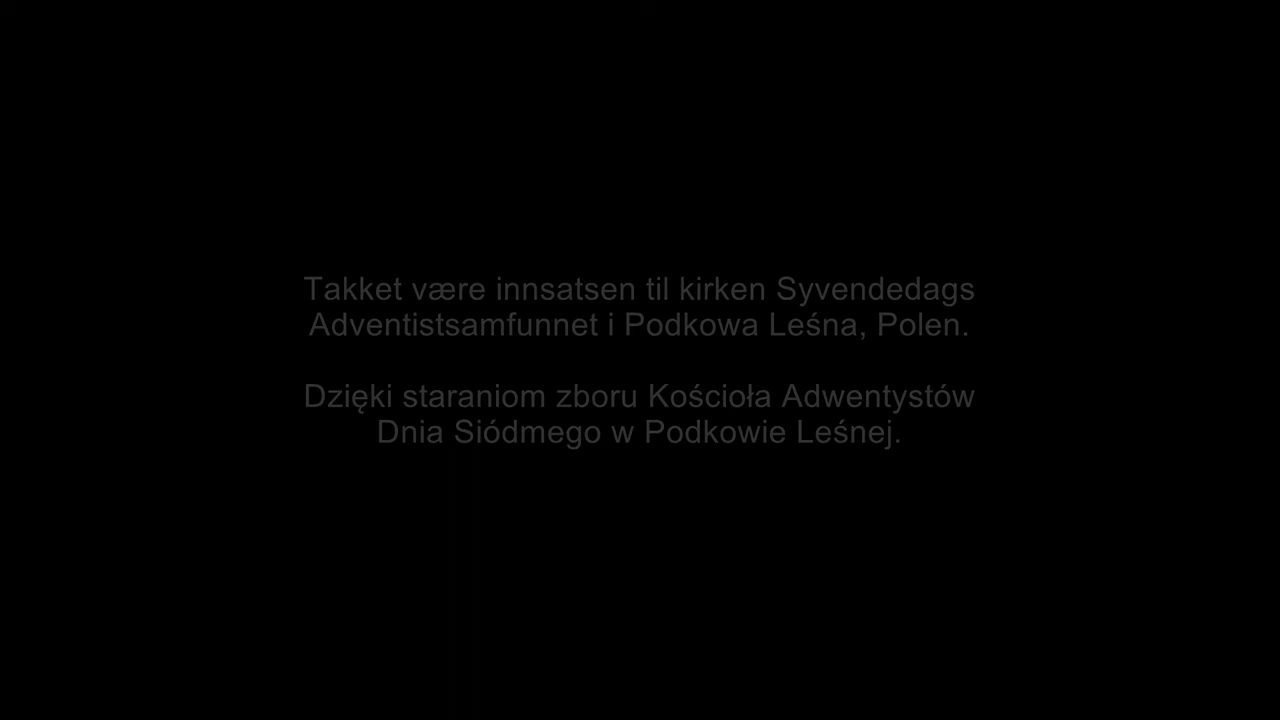 Takket være innsatsen til kirken Syvendedags
Adventistsamfunnet i Podkowa Leśna, Polen.
Dzięki staraniom zboru Kościoła Adwentystów
Dnia Siódmego w Podkowie Leśnej.